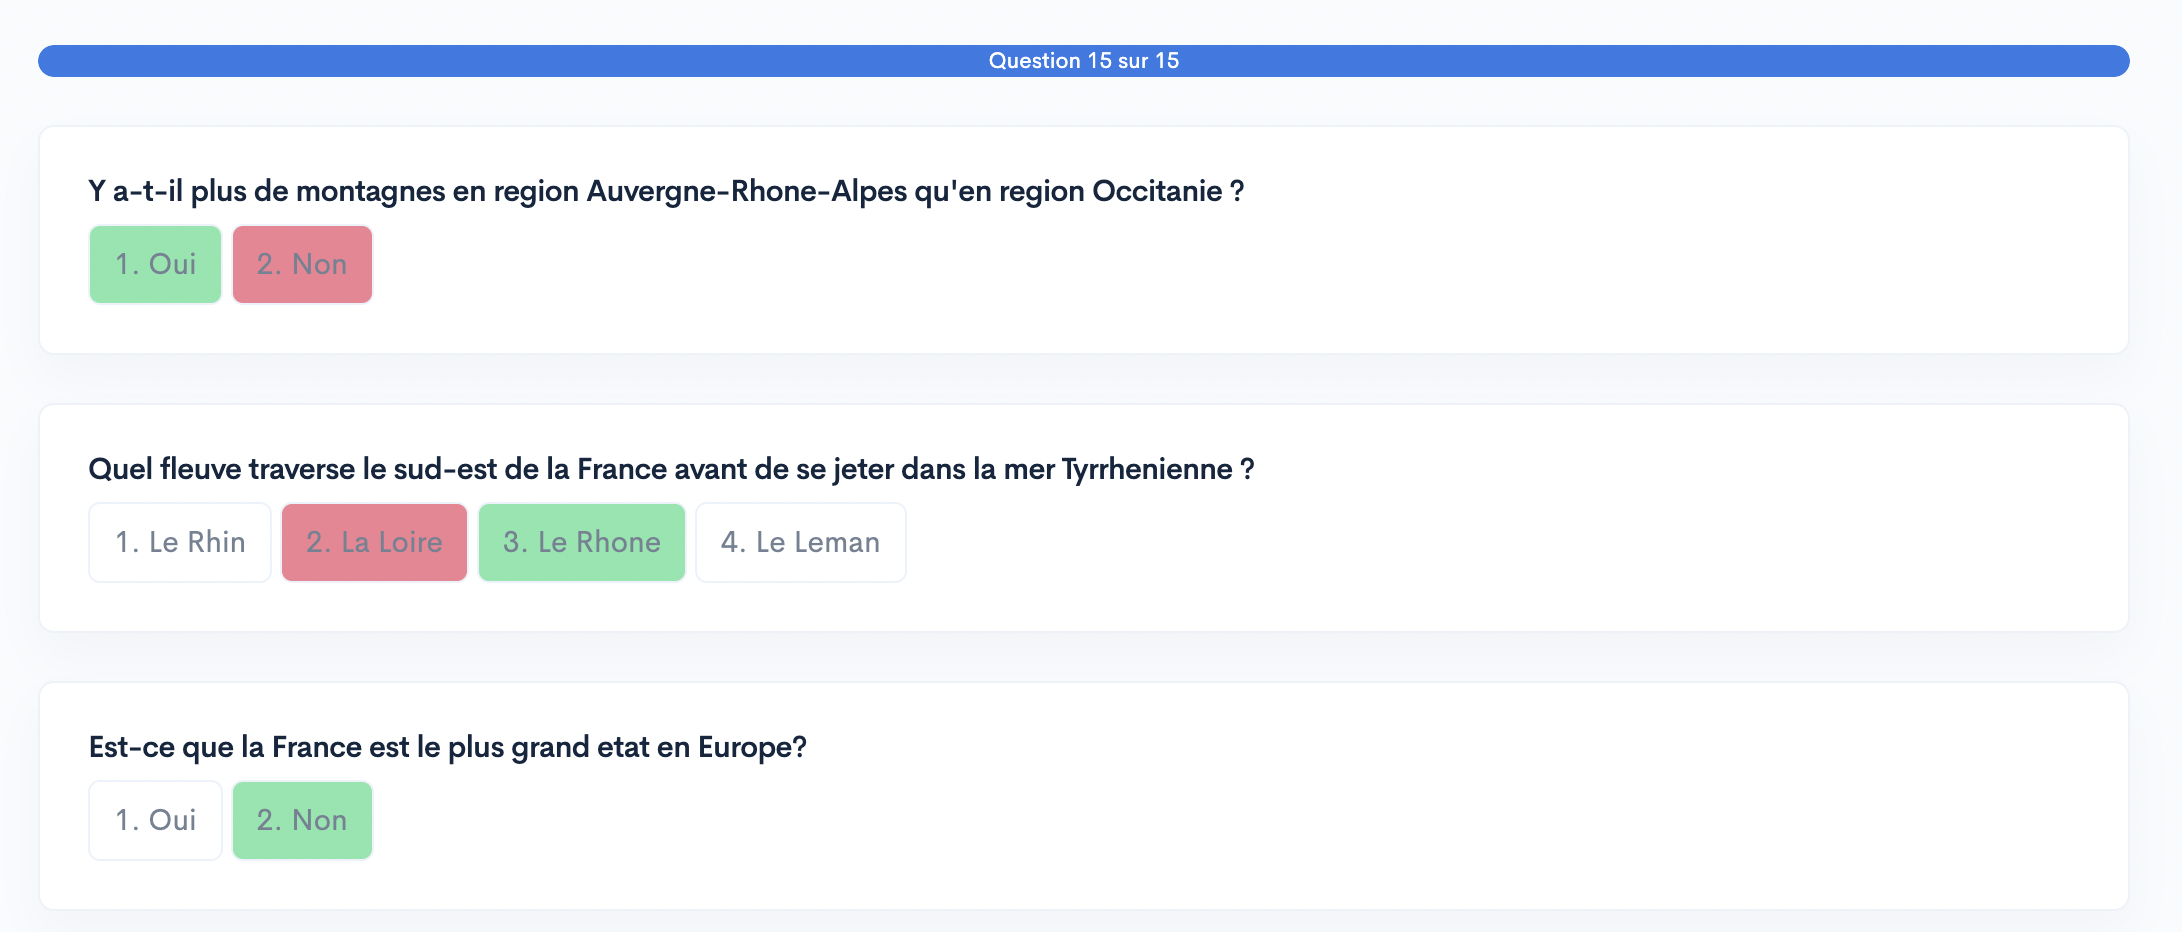 Question 15 sur 15
Y a-t-il plus de montagnes en region Auvergne-Rhone-Alpes qu'en region Occitanie ?
1. Oui 2. Non
Quel fleuve traverse le sud-est de la France avant de se jeter dans la mer Tyrrhenienne ?
1. Le Rhin 2. La Loire 3. Le Rhone 4. Le Leman
Est-ce que la France est le plus grand etat en Europe?
1. Oui 2. Non